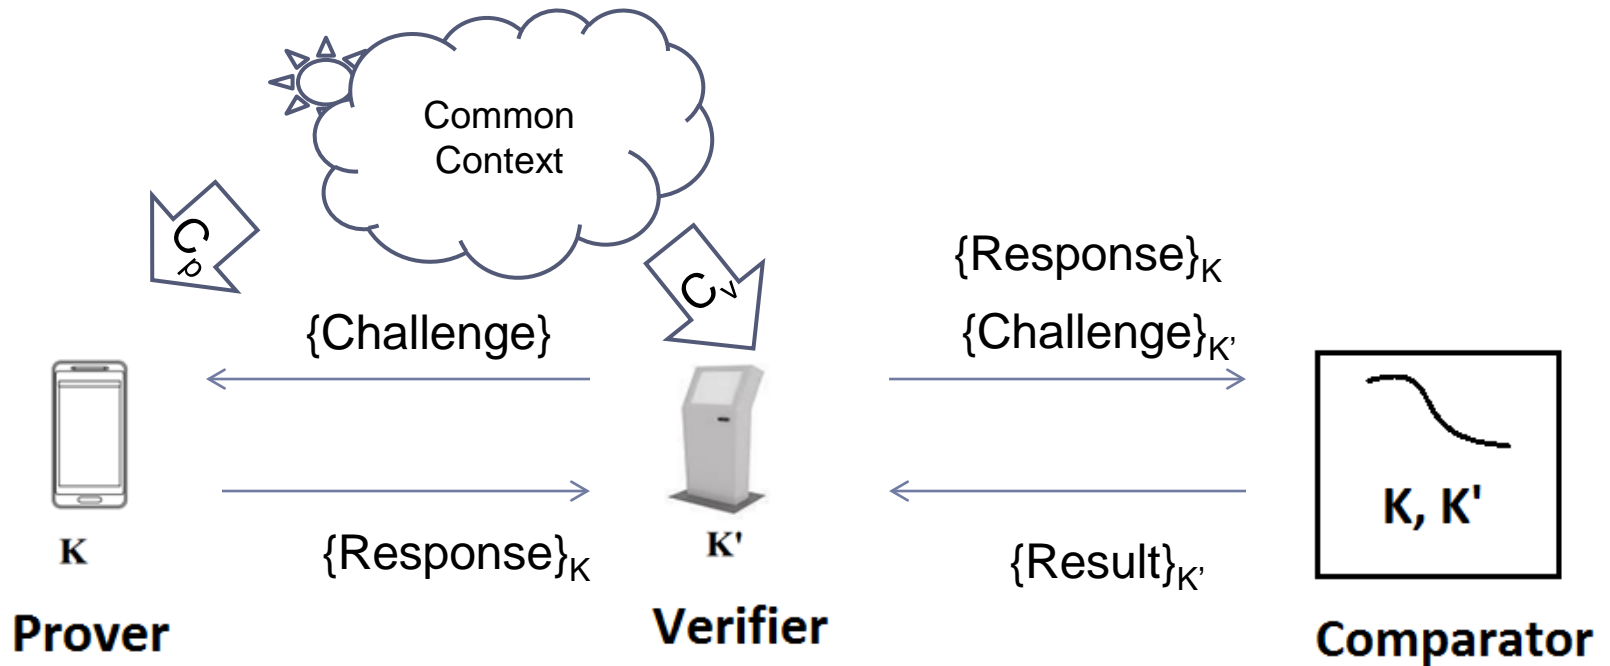 Common
Context
Cp
Cv
{Challenge}
{Response}K
{Challenge}K’
K
{Response}K
K'
{Result}K’
K, K'
Prover
Verifier
Comparator